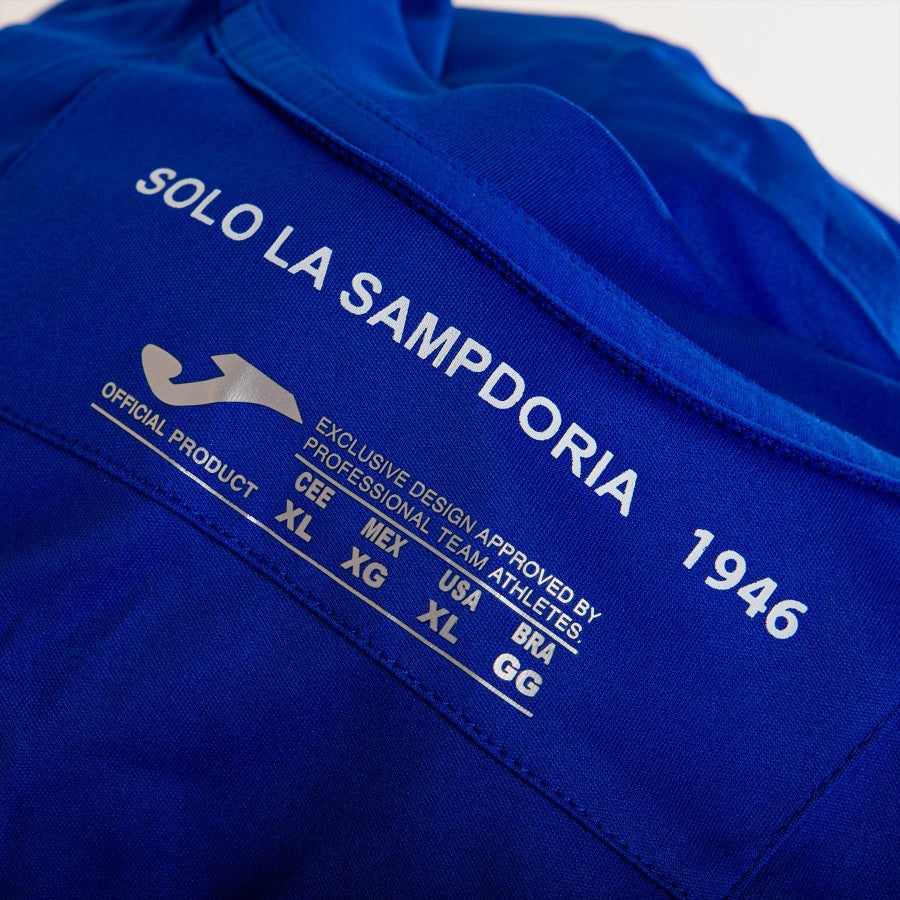 SOLO LA SAMPDORIA 1946
OFFICIAL PRODUCT
EXCLUSIVE DESIGN APPROVED BY
PROFESSIONAL TEAM ATHLETES.
CEE MEX USA BRA
XL XG XL GG